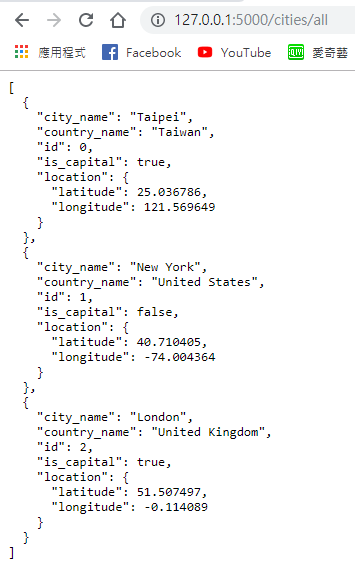 127.0.0.1:5000/cities/all
應用程式 Facebook YouTube 愛奇藝
[
  {
    "city_name": "Taipei",
    "country_name": "Taiwan",
    "id": 0,
    "is_capital": true,
    "location": {
      "latitude": 25.036786,
      "longitude": 121.569649
    }
  },
  {
    "city_name": "New York",
    "country_name": "United States",
    "id": 1,
    "is_capital": false,
    "location": {
      "latitude": 40.710405,
      "longitude": -74.004364
    }
  },
  {
    "city_name": "London",
    "country_name": "United Kingdom",
    "id": 2,
    "is_capital": true,
    "location": {
      "latitude": 51.507497,
      "longitude": -0.114089
    }
  }
]